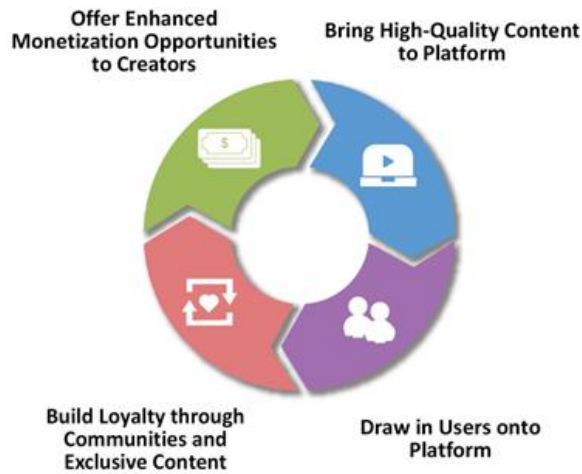 Offer Enhanced
Monetization Opportunities
to Creators
Bring High-Quality Content
to Platform
$
Build Loyalty through
Communities and
Exclusive Content
Draw in Users onto
Platform